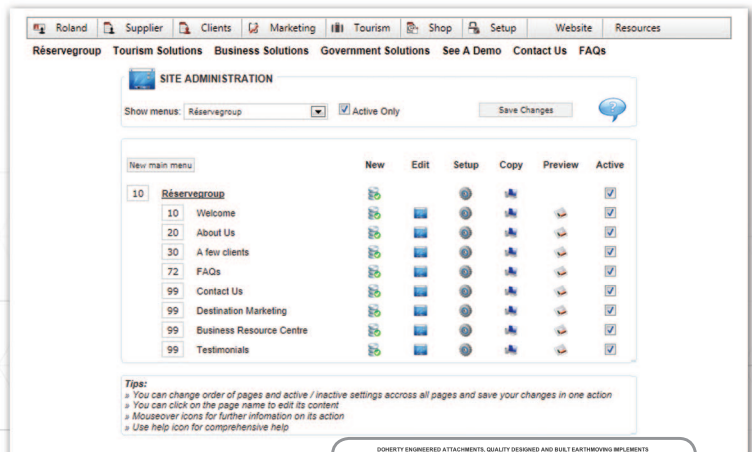 Roland Supplier Clients Marketing Tourism Shop Setup Website Resources
Réservegroup Tourism Solutions Business Solutions Government Solutions See A Demo Contact Us FAQs
SITE ADMINISTRATION
Show menus: Réservegroup Active Only Save Changes
New main menu New Edit Setup Copy Preview Active
10 Réservegroup
10 Welcome
20 About Us
30 A few clients
72 FAQs
99 Contact Us
99 Destination Marketing
99 Business Resource Centre
99 Testimonials
Tips:
» You can change order of pages and active / inactive settings accross all pages and save your changes in one action
» You can click on the page name to edit its content
» Mouseover icons for further infomation on its action
» Use help icon for comprehensive help
DOHERTY ENGINEERED ATTACHMENTS, QUALITY DESIGNED AND BUILT EARTHMOVING IMPLEMENTS